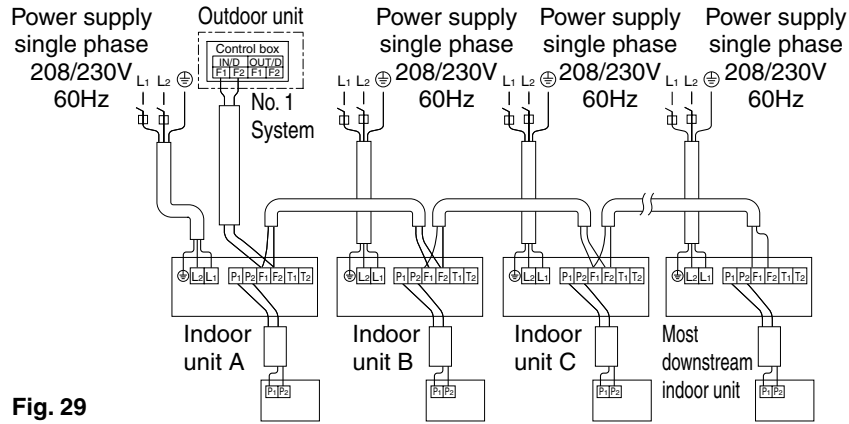 Power supply
single phase
208/230V
60Hz
L1 L2
Outdoor unit
Control box
IN/D OUT/D
F1 F2 F1 F2
No. 1
System
Power supply
single phase
208/230V
60Hz
L1 L2
Power supply
single phase
208/230V
60Hz
L1 L2
Power supply
single phase
208/230V
60Hz
L1 L2
L2 L1 P1 P2 F1 F2 T1 T2
L2 L1 P1 P2 F1 F2 T1 T2
L2 L1 P1 P2 F1 F2 T1 T2
L2 L1 P1 P2 F1 F2 T1 T2
Indoor
unit A
Indoor
unit B
Indoor
unit C
Most
downstream
indoor unit
P1 P2
P1 P2
P1 P2
P1 P2
Fig. 29